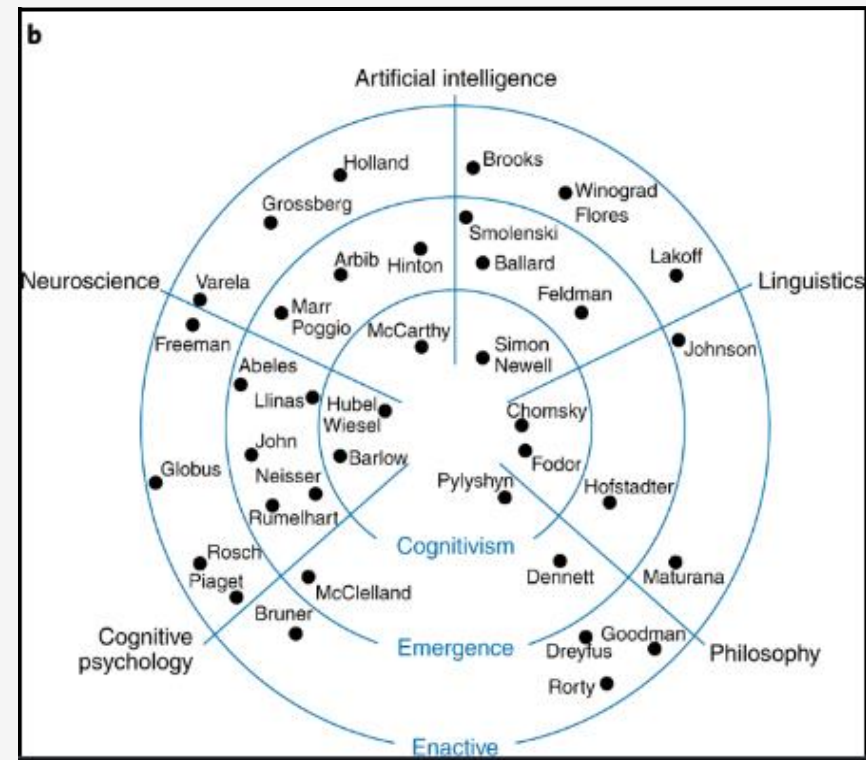 b
Artificial intelligence
Holland
Brooks
Winograd
Flores
Grossberg
Smolenski
Arbib
Hinton
Ballard
Lakoff
Neuroscience
Varela
Linguistics
Feldman
Marr
Poggio
Freeman
McCarthy
Simon
Newell
Johnson
Abeles
Llinas
Hubel
Wiesel
Chomsky
John
Barlow
Fodor
Globus
Neisser
Pylyshyn
Hofstadter
Rumelhart
Cognitivism
Rosch
Piaget
McClelland
Dennett
Maturana
Bruner
Cognitive
psychology
Emergence
Dreyfus
Goodman
Philosophy
Rorty
Enactive